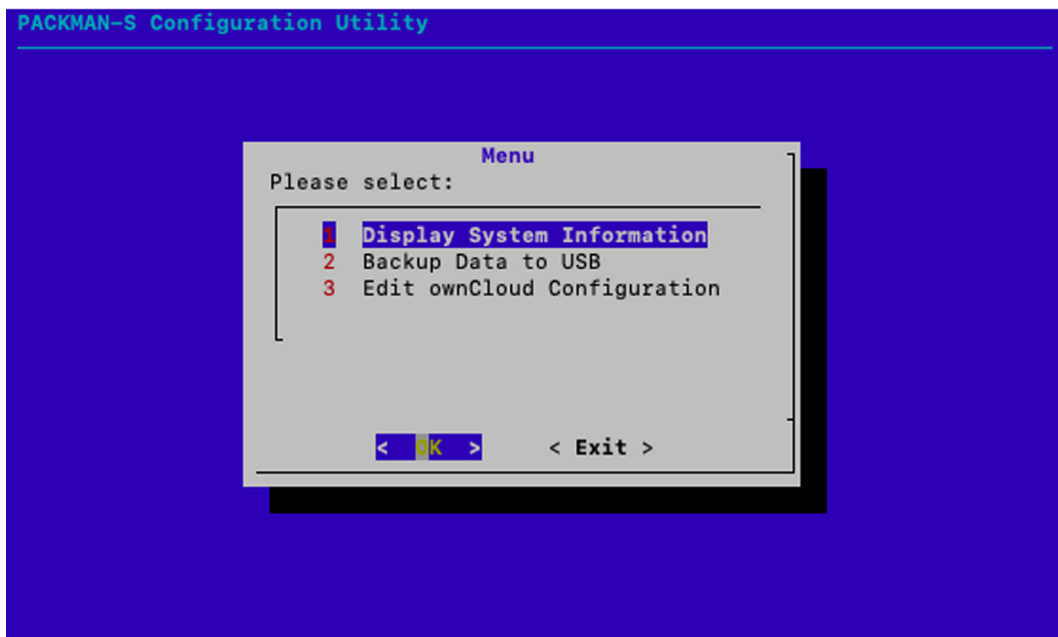 PACKMAN-S Configuration Utility
Menu
Please select:
1 Display System Information
2 Backup Data to USB
3 Edit ownCloud Configuration
< OK > < Exit >